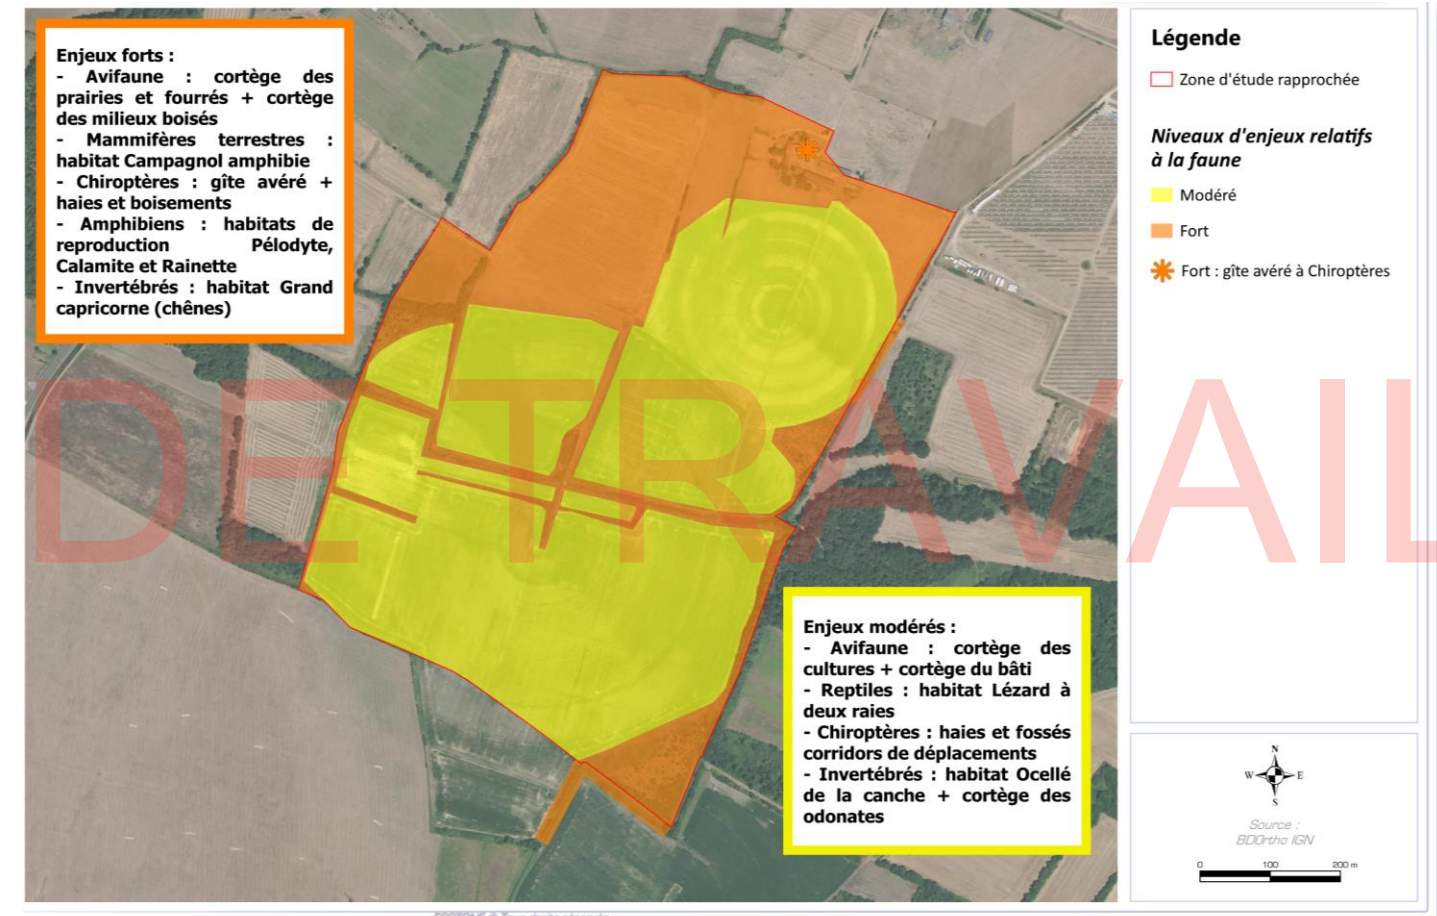 Enjeux forts :
- Avifaune : cortège des
prairies et fourrés + cortège
des milieux boisés
- Mammifères terrestres :
habitat Campagnol amphibie
- Chiroptères : gîte avéré +
haies et boisements
- Amphibiens : habitats de
reproduction Pélodyte,
Calamite et Rainette
- Invertébrés : habitat Grand
capricorne (chênes)
DE TRAVAIL
Enjeux modérés :
- Avifaune : cortège des
cultures + cortège du bâti
- Reptiles : habitat Lézard à
deux raies
- Chiroptères : haies et fossés
corridors de déplacements
- Invertébrés : habitat Ocellé
de la canche + cortège des
odonates
Légende
Zone d'étude rapprochée
Niveaux d'enjeux relatifs
à la faune
Modéré
Fort
Fort : gîte avéré à Chiroptères
N
W E
S
Source :
BDOrtho IGN
0 100 200 m